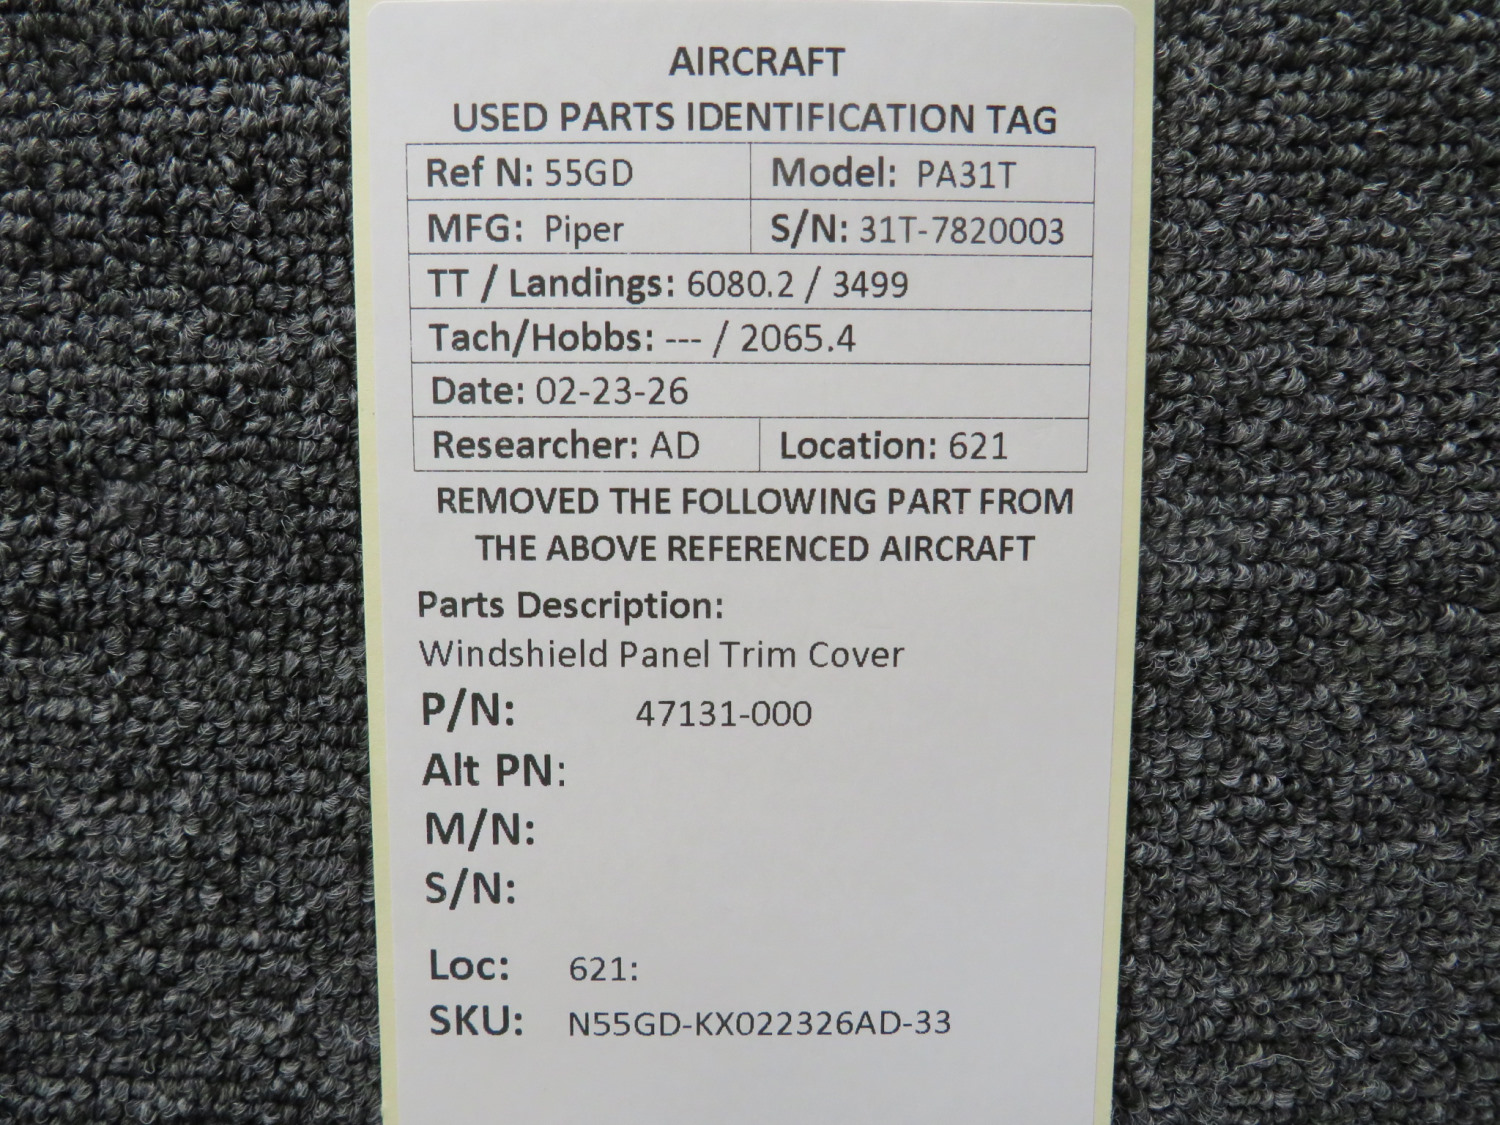 AIRCRAFT
USED PARTS IDENTIFICATION TAG
Ref N: 55GD Model: PA31T
MFG: Piper S/N: 31T-7820003
TT / Landings: 6080.2 / 3499
Tach/Hobbs: --- / 2065.4
Date: 02-23-26
Researcher: AD Location: 621
REMOVED THE FOLLOWING PART FROM
THE ABOVE REFERENCED AIRCRAFT
Parts Description:
Windshield Panel Trim Cover
P/N: 47131-000
Alt PN:
M/N:
S/N:
Loc: 621:
SKU: N55GD-KX022326AD-33